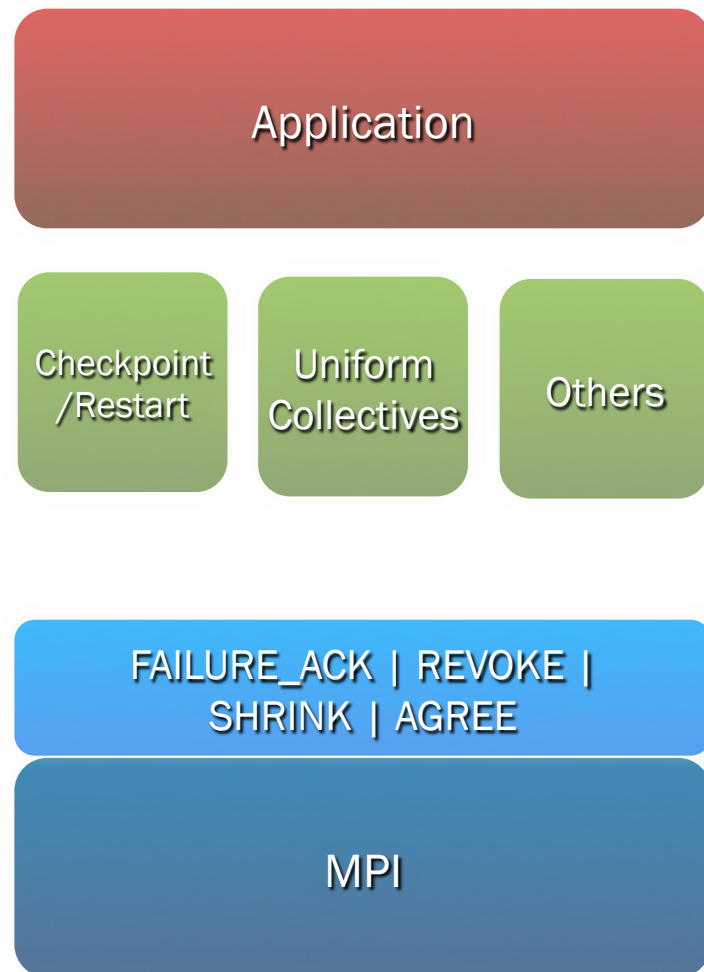 Application
Checkpoint
/Restart
Uniform
Collectives
Others
FAILURE_ACK | REVOKE |
SHRINK | AGREE
MPI